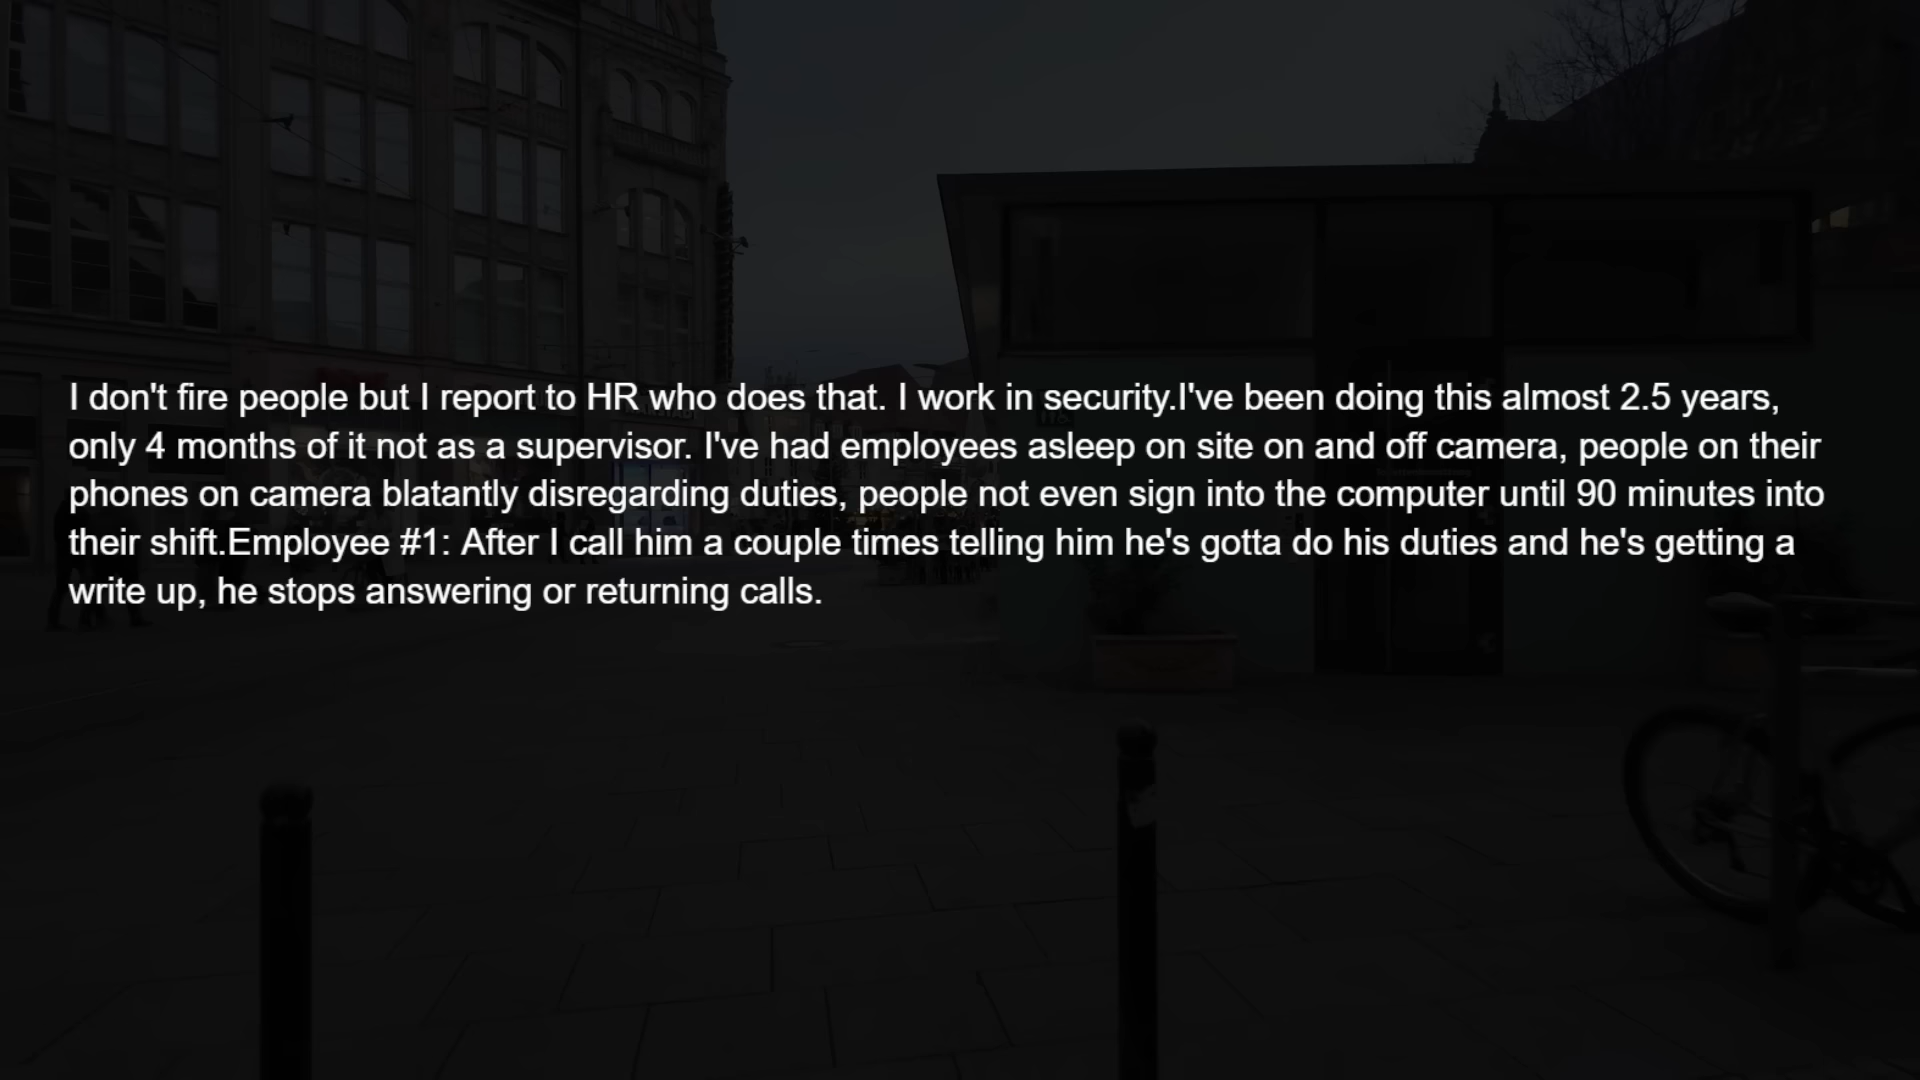 I don't fire people but I report to HR who does that. I work in security.I've been doing this almost 2.5 years,
only 4 months of it not as a supervisor. I've had employees asleep on site on and off camera, people on their
phones on camera blatantly disregarding duties, people not even sign into the computer until 90 minutes into
their shift.Employee #1: After I call him a couple times telling him he's gotta do his duties and he's getting a
write up, he stops answering or returning calls.